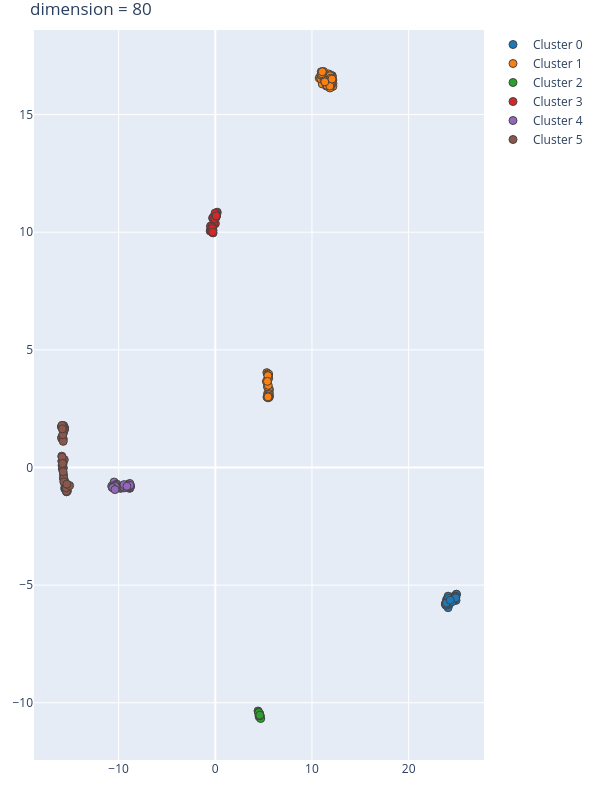 dimension = 80
Cluster 0
Cluster 1
Cluster 2
Cluster 3
Cluster 4
Cluster 5
15
10
5
0
−5
−10
−10 0 10 20